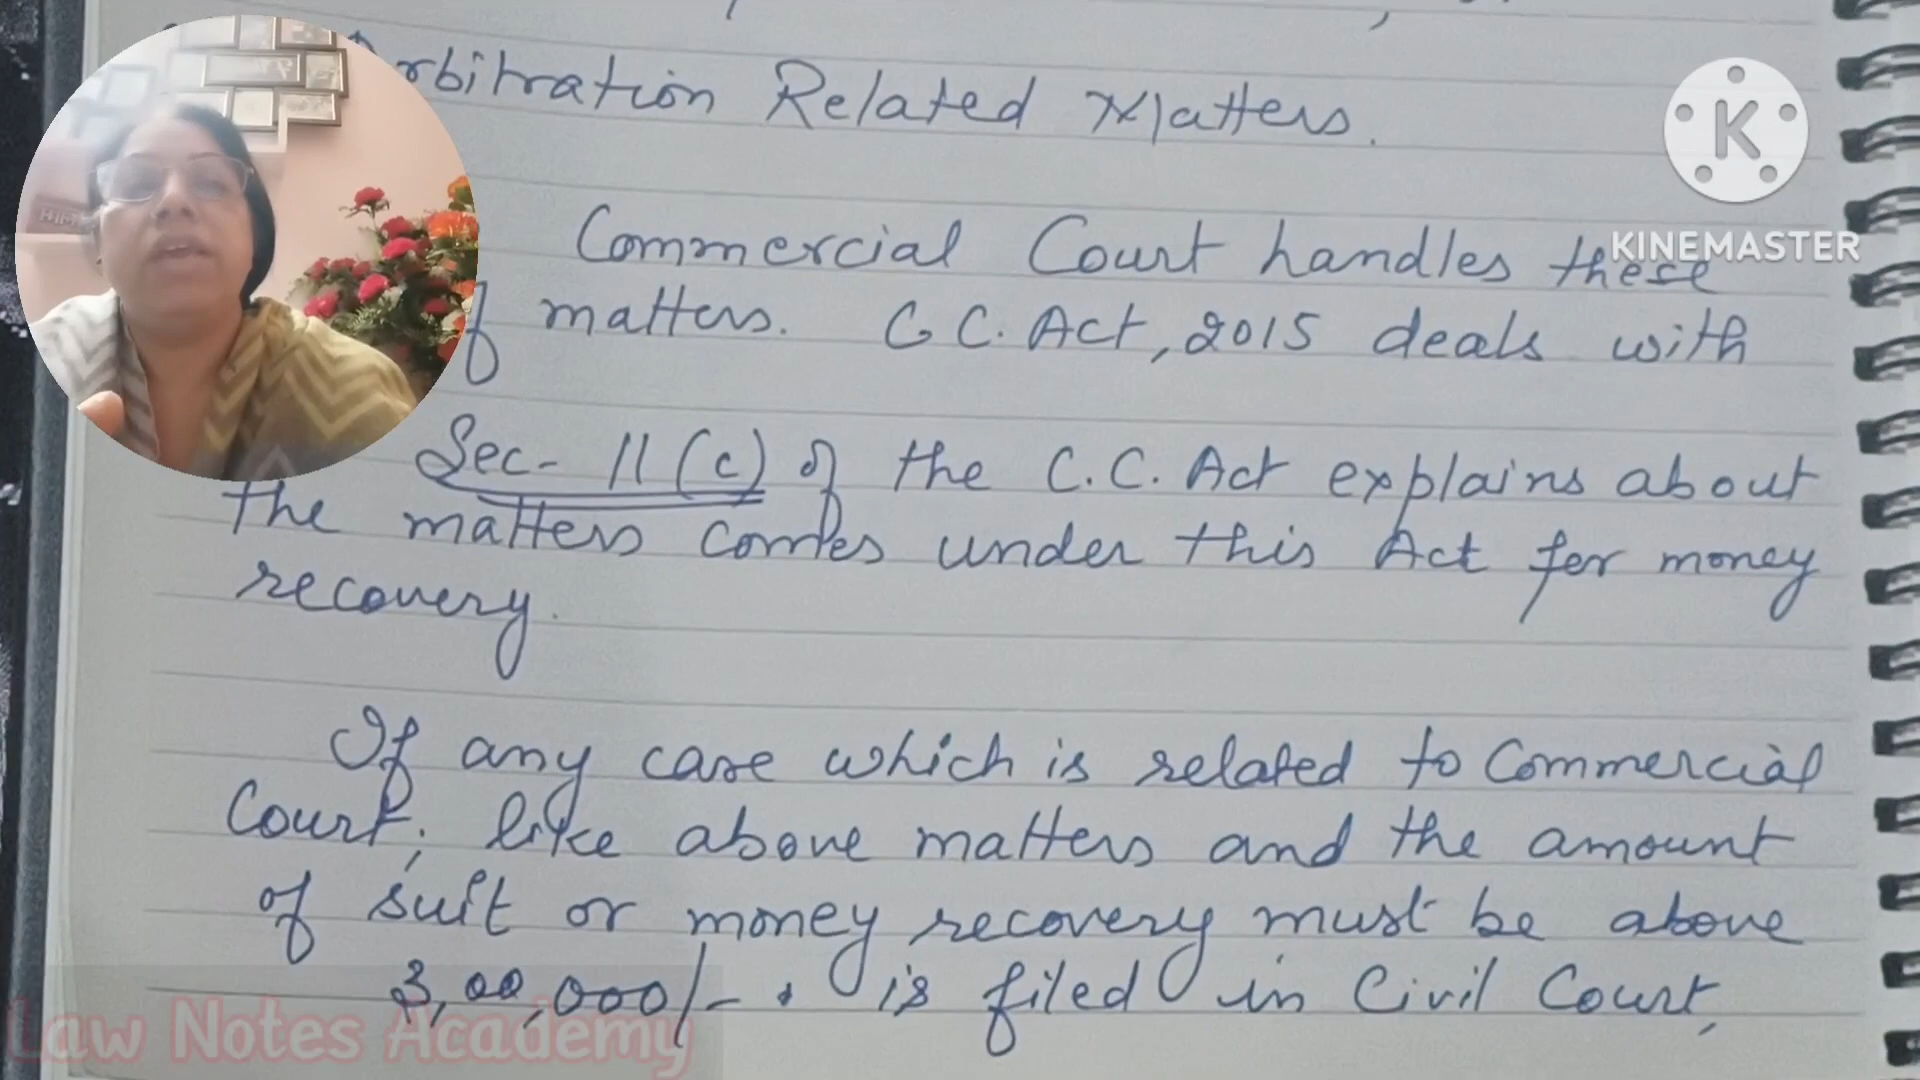 Arbitration Related Matters.
KINEMASTER
Commercial Court handles these
of matters. C.C. Act, 2015 deals with
Sec- 11(c) of the C.C. Act explains about
the matters comes under this Act for money
recovery.
If any case which is related to Commercial
Court, like above matters and the amount
of suit or money recovery must be above
3,00,000/- . is filed in Civil Court,
Law Notes Academy